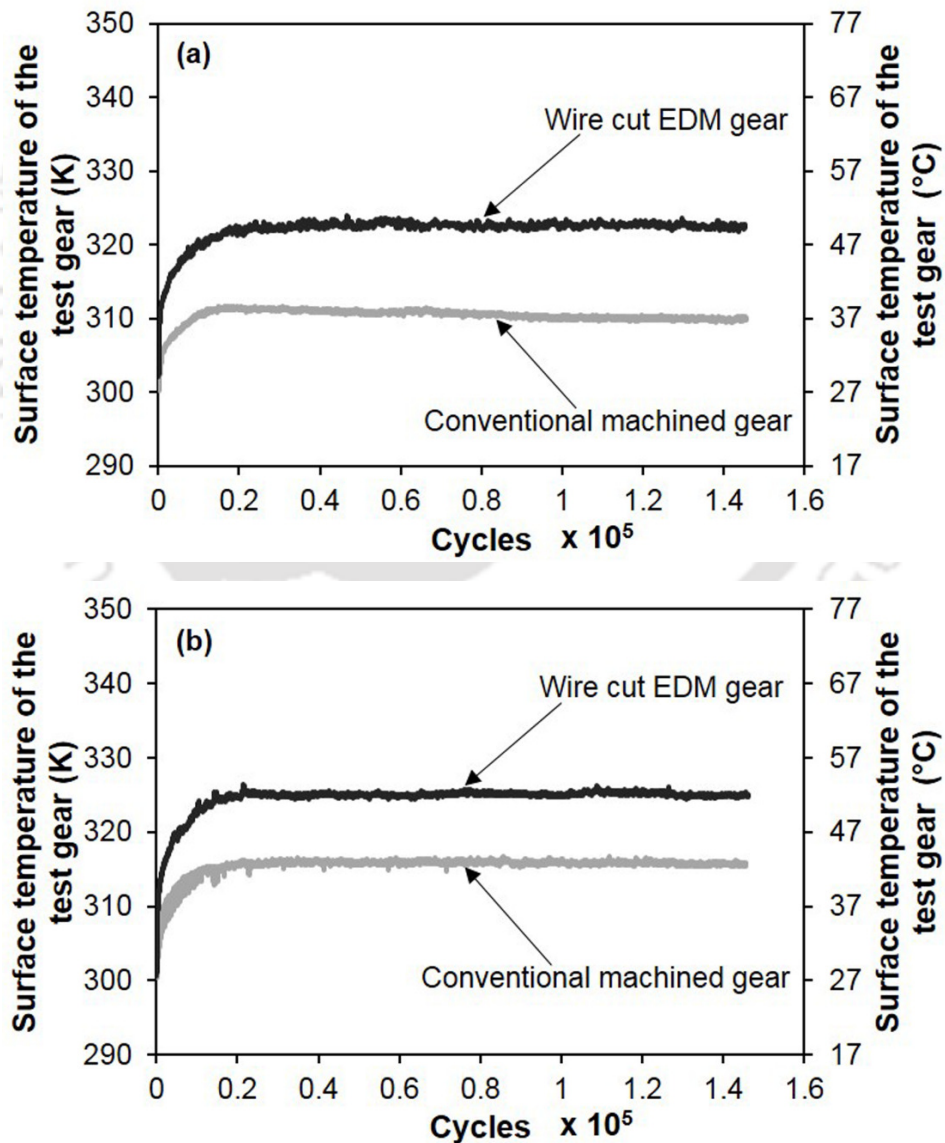 (a)
Surface temperature of the
test gear (K)
350
340
330
320
310
300
290
77
67
57
47
37
27
17
Surface temperature of the
test gear (°C)
Wire cut EDM gear
Conventional machined gear
0 0.2 0.4 0.6 0.8 1 1.2 1.4 1.6
Cycles x 10⁵
(b)
Surface temperature of the
test gear (K)
350
340
330
320
310
300
290
77
67
57
47
37
27
17
Surface temperature of the
test gear (°C)
Wire cut EDM gear
Conventional machined gear
0 0.2 0.4 0.6 0.8 1 1.2 1.4 1.6
Cycles x 10⁵